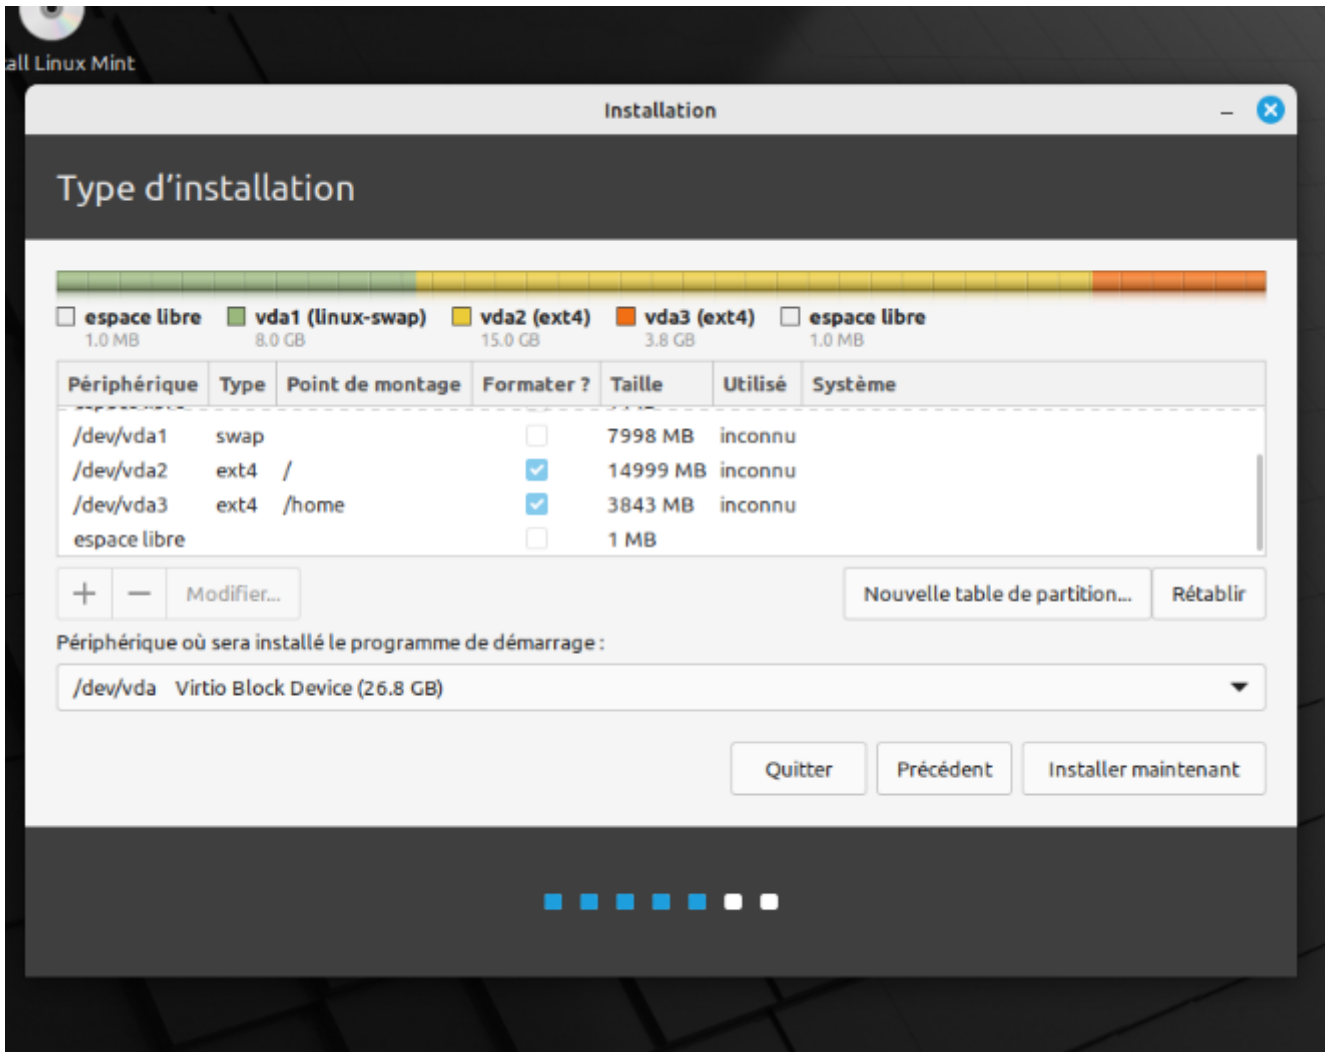 all Linux Mint
Installation
Type d’installation
espace libre vda1 (linux-swap) vda2 (ext4) vda3 (ext4) espace libre
1.0 MB 8.0 GB 15.0 GB 3.8 GB 1.0 MB
Périphérique Type Point de montage Formater ? Taille Utilisé Système
/dev/vda1 swap 7998 MB inconnu
/dev/vda2 ext4 / 14999 MB inconnu
/dev/vda3 ext4 /home 3843 MB inconnu
espace libre 1 MB
+ − Modifier... Nouvelle table de partition... Rétablir
Périphérique où sera installé le programme de démarrage :
/dev/vda Virtio Block Device (26.8 GB)
Quitter Précédent Installer maintenant